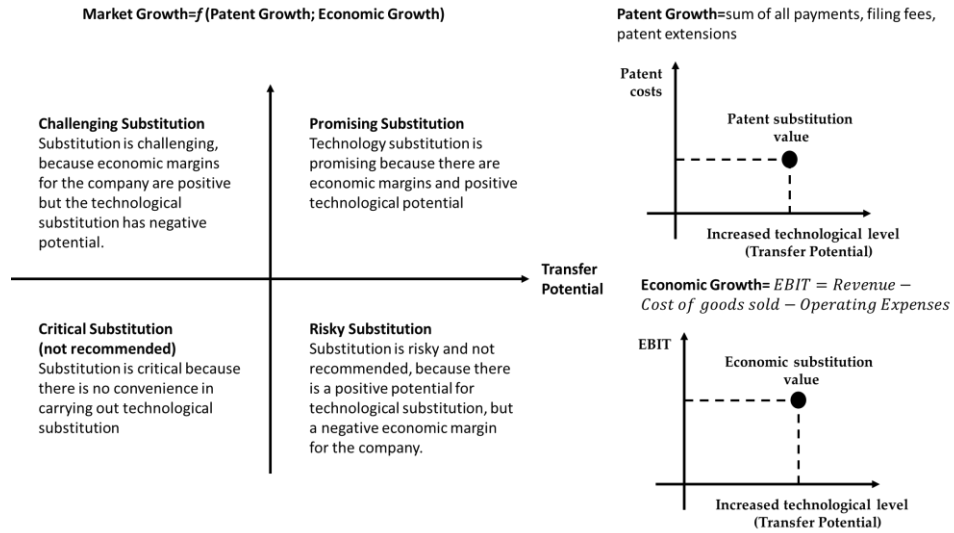 Market Growth=f (Patent Growth; Economic Growth)
Challenging Substitution
Substitution is challenging,
because economic margins
for the company are positive
but the technological
substitution has negative
potential.
Promising Substitution
Technology substitution is
promising because there are
economic margins and positive
technological potential
Transfer
Potential
Critical Substitution
(not recommended)
Substitution is critical because
there is no convenience in
carrying out technological
substitution
Risky Substitution
Substitution is risky and not
recommended, because there
is a positive potential for
technological substitution, but
a negative economic margin
for the company.
Patent Growth=sum of all payments, filing fees,
patent extensions
Patent
costs
Patent substitution
value
Increased technological level
(Transfer Potential)
Economic Growth= EBIT = Revenue −
Cost of goods sold − Operating Expenses
EBIT
Economic substitution
value
Increased technological level
(Transfer Potential)